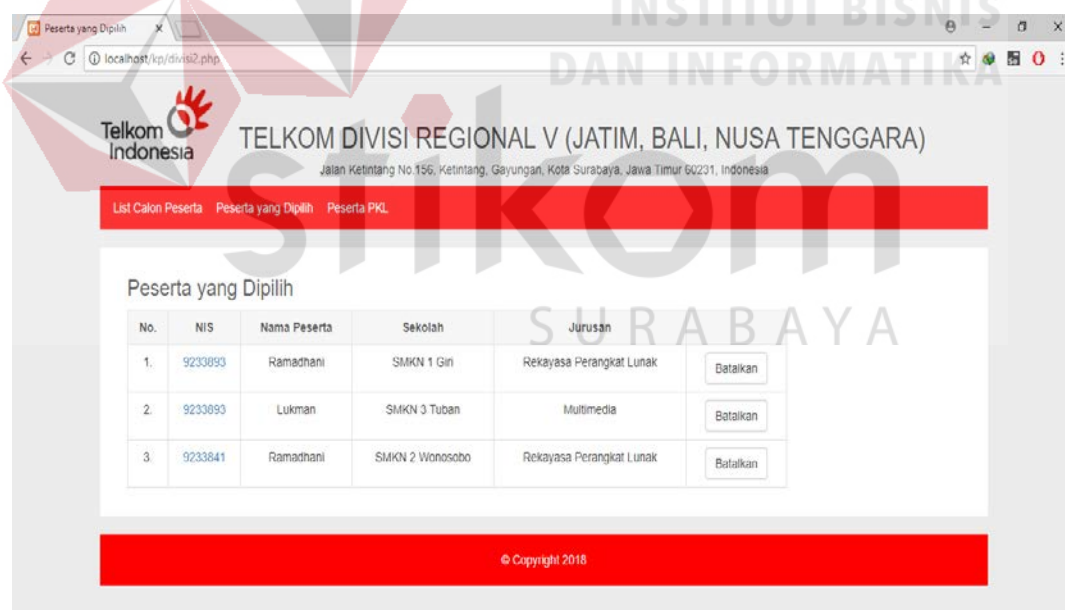 INSTITUT BISNIS
DAN INFORMATIKA
stikom
SURABAYA
Peserta yang Dipilih
localhost/kp/divisi2.php
Telkom
Indonesia
TELKOM DIVISI REGIONAL V (JATIM, BALI, NUSA TENGGARA)
Jalan Ketintang No.156, Ketintang, Gayungan, Kota Surabaya, Jawa Timur 60231, Indonesia
List Calon Peserta Peserta yang Dipilih Peserta PKL
Peserta yang Dipilih
No. NIS Nama Peserta Sekolah Jurusan
1. 9233893 Ramadhani SMKN 1 Giri Rekayasa Perangkat Lunak Batalkan
2. 9233893 Lukman SMKN 3 Tuban Multimedia Batalkan
3. 9233841 Ramadhani SMKN 2 Wonosobo Rekayasa Perangkat Lunak Batalkan
© Copyright 2018